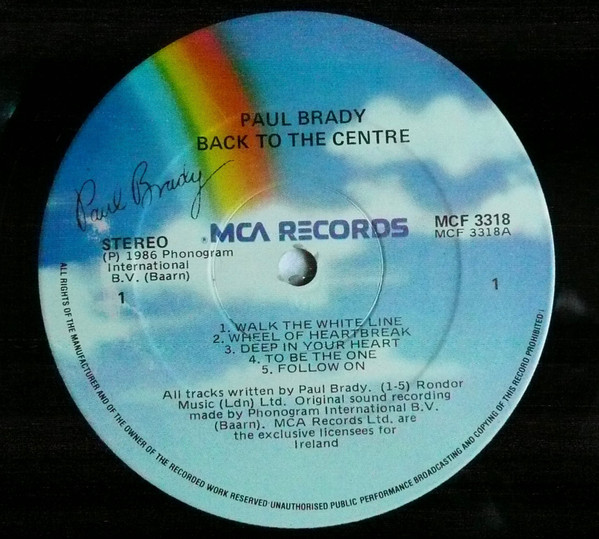 PAUL BRADY
BACK TO THE CENTRE
Paul Brady
MCA RECORDS
STEREO
(P) 1986 Phonogram
International
B.V. (Baarn)
1
MCF 3318
MCF 3318A
1
1. WALK THE WHITE LINE
2. WHEEL OF HEARTBREAK
3. DEEP IN YOUR HEART
4. TO BE THE ONE
5. FOLLOW ON
All tracks written by Paul Brady. (1-5) Rondor
Music (Ldn) Ltd. Original sound recording
made by Phonogram International B.V.
(Baarn). MCA Records Ltd. are
the exclusive licensees for
Ireland
ALL RIGHTS OF THE MANUFACTURER AND OF THE OWNER OF THE RECORDED WORK RESERVED·UNAUTHORISED PUBLIC PERFORMANCE BROADCASTING AND COPYING OF THIS RECORD PROHIBITED